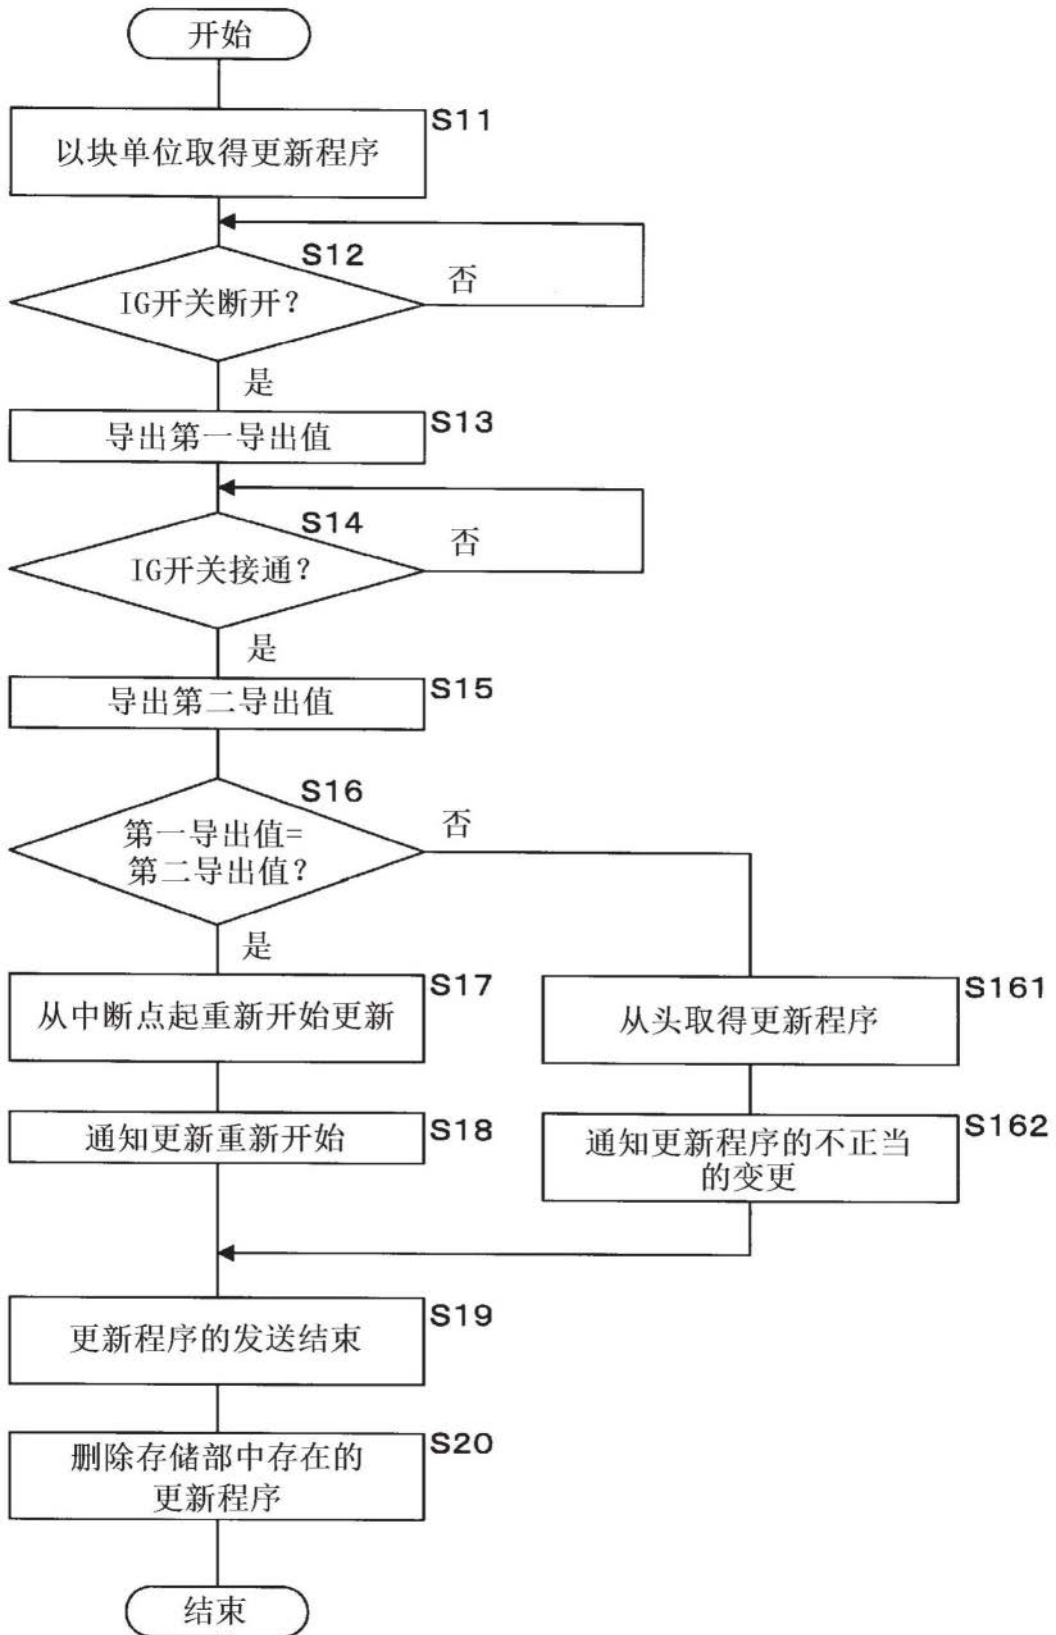 开始
S11
以块单位取得更新程序
S12
否
IG开关断开？
是
S13
导出第一导出值
S14
否
IG开关接通？
是
S15
导出第二导出值
S16
否
第一导出值=
第二导出值？
是
S17
从中断点起重新开始更新
S161
从头取得更新程序
S18
通知更新重新开始
S162
通知更新程序的不正当
的变更
S19
更新程序的发送结束
S20
删除存储部中存在的
更新程序
结束